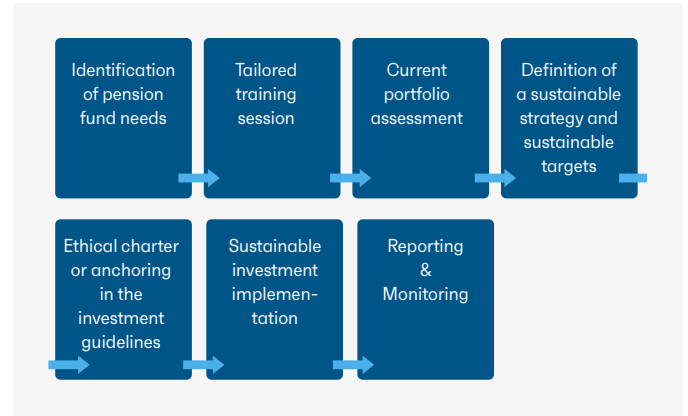 Identification
of pension
fund needs
Tailored
training
session
Current
portfolio
assessment
Definition of
a sustainable
strategy and
sustainable
targets
Ethical charter
or anchoring
in the
investment
guidelines
Sustainable
investment
implemen-
tation
Reporting
&
Monitoring